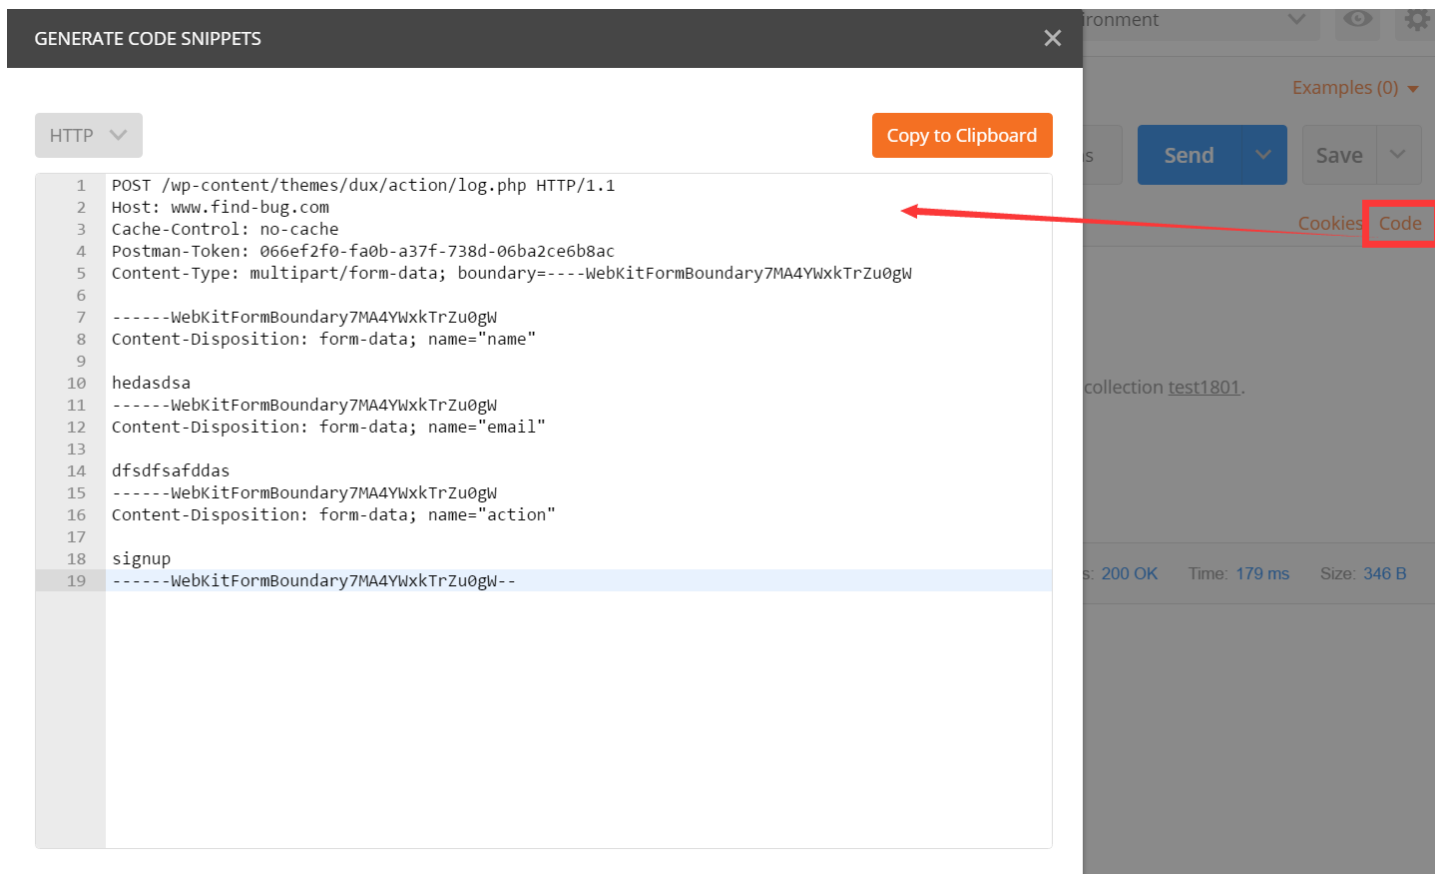 GENERATE CODE SNIPPETS
ironment
Examples (0)
HTTP
Copy to Clipboard
s
Send
Save
Cookies
Code
1 POST /wp-content/themes/dux/action/log.php HTTP/1.1
2 Host: www.find-bug.com
3 Cache-Control: no-cache
4 Postman-Token: 066ef2f0-fa0b-a37f-738d-06ba2ce6b8ac
5 Content-Type: multipart/form-data; boundary=----WebKitFormBoundary7MA4YWxkTrZu0gW
6
7 ------WebKitFormBoundary7MA4YWxkTrZu0gW
8 Content-Disposition: form-data; name="name"
9
10 hedasdsa
11 ------WebKitFormBoundary7MA4YWxkTrZu0gW
12 Content-Disposition: form-data; name="email"
13
14 dfsdfsafddas
15 ------WebKitFormBoundary7MA4YWxkTrZu0gW
16 Content-Disposition: form-data; name="action"
17
18 signup
19 ------WebKitFormBoundary7MA4YWxkTrZu0gW--
collection test1801.
s: 200 OK Time: 179 ms Size: 346 B